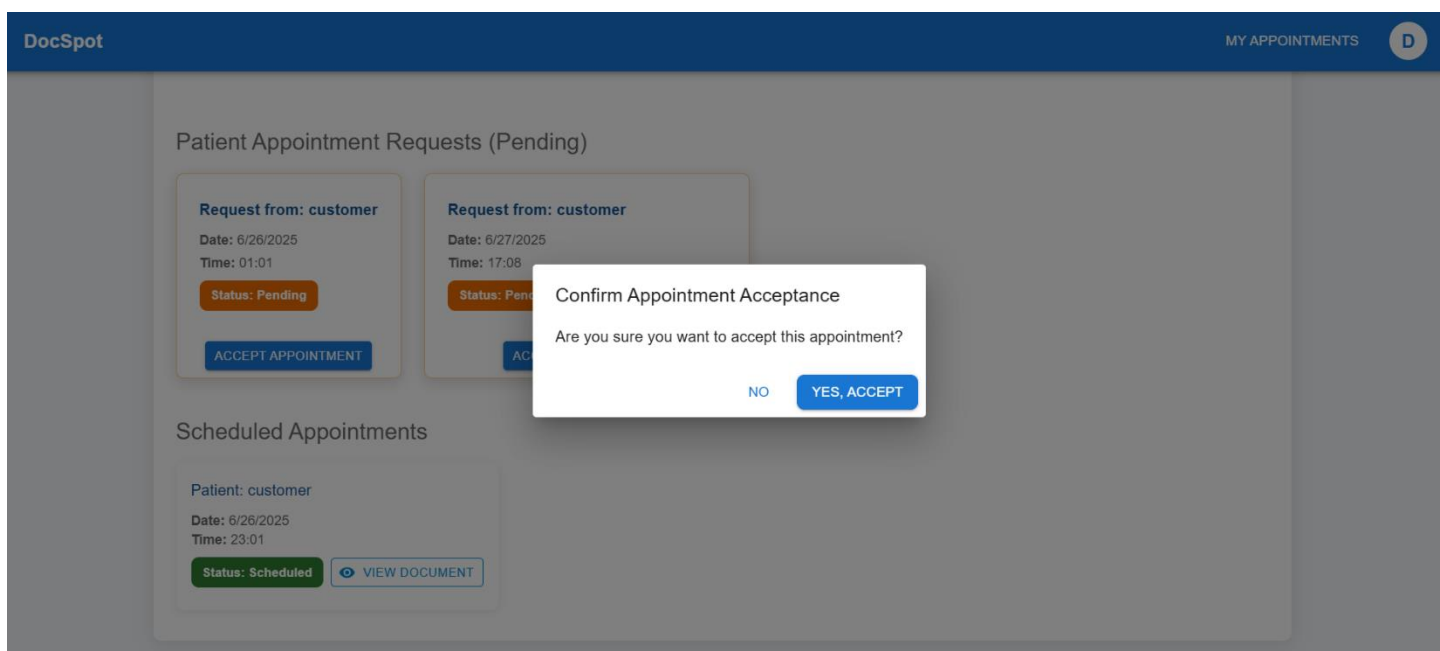 DocSpot
MY APPOINTMENTS
D
Patient Appointment Requests (Pending)
Request from: customer
Date: 6/26/2025
Time: 01:01
Status: Pending
ACCEPT APPOINTMENT
Request from: customer
Date: 6/27/2025
Time: 17:08
Status:
Confirm Appointment Acceptance
Are you sure you want to accept this appointment?
NO
YES, ACCEPT
Scheduled Appointments
Patient: customer
Date: 6/26/2025
Time: 23:01
Status: Scheduled
VIEW DOCUMENT